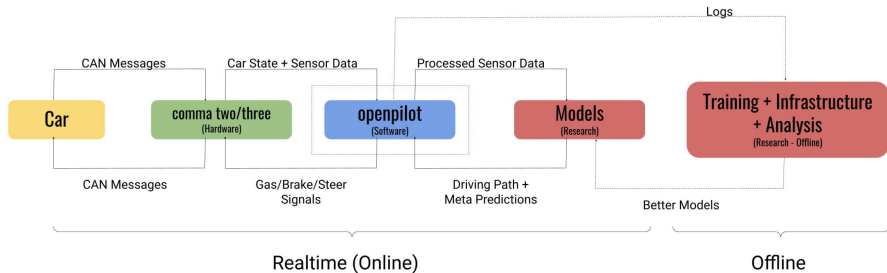 Logs
CAN Messages
Car State + Sensor Data
Processed Sensor Data
Car
comma two/three
(Hardware)
openpilot
(Software)
Models
(Research)
Training + Infrastructure
+ Analysis
(Research - Offline)
CAN Messages
Gas/Brake/Steer
Signals
Driving Path +
Meta Predictions
Better Models
Realtime (Online)
Offline